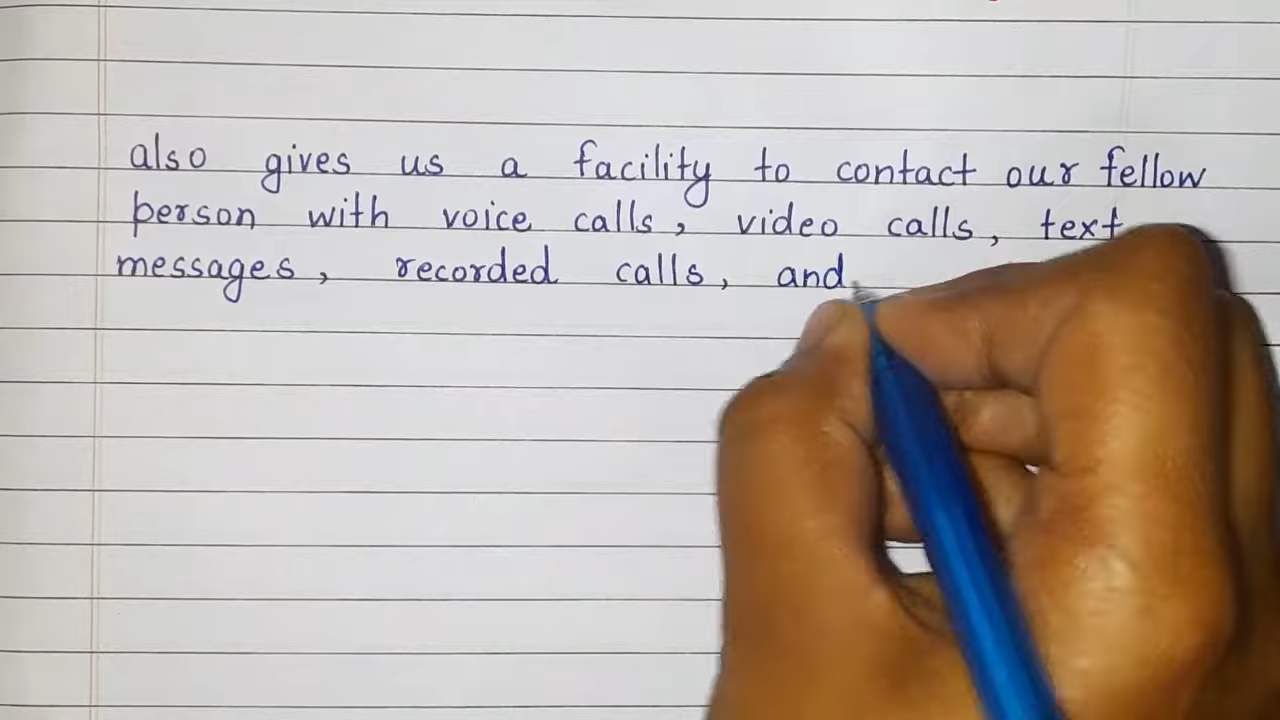 also gives us a facility to contact our fellow
person with voice calls, video calls, text
messages, recorded calls, and